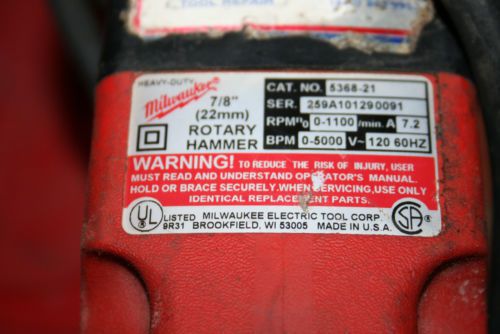 TOOL REPAIR
HEAVY-DUTY
Milwaukee
7/8"
(22mm)
ROTARY
HAMMER
CAT. NO. 5368-21
SER. 259A101290091
RPM n0 0-1100 /min. A 7.2
BPM 0-5000 V~ 120 60HZ
WARNING! TO REDUCE THE RISK OF INJURY, USER
MUST READ AND UNDERSTAND OPERATOR'S MANUAL.
HOLD OR BRACE SECURELY. WHEN SERVICING, USE ONLY
IDENTICAL REPLACEMENT PARTS.
UL LISTED MILWAUKEE ELECTRIC TOOL CORP.
9R31 BROOKFIELD, WI 53005 MADE IN U.S.A.
SA